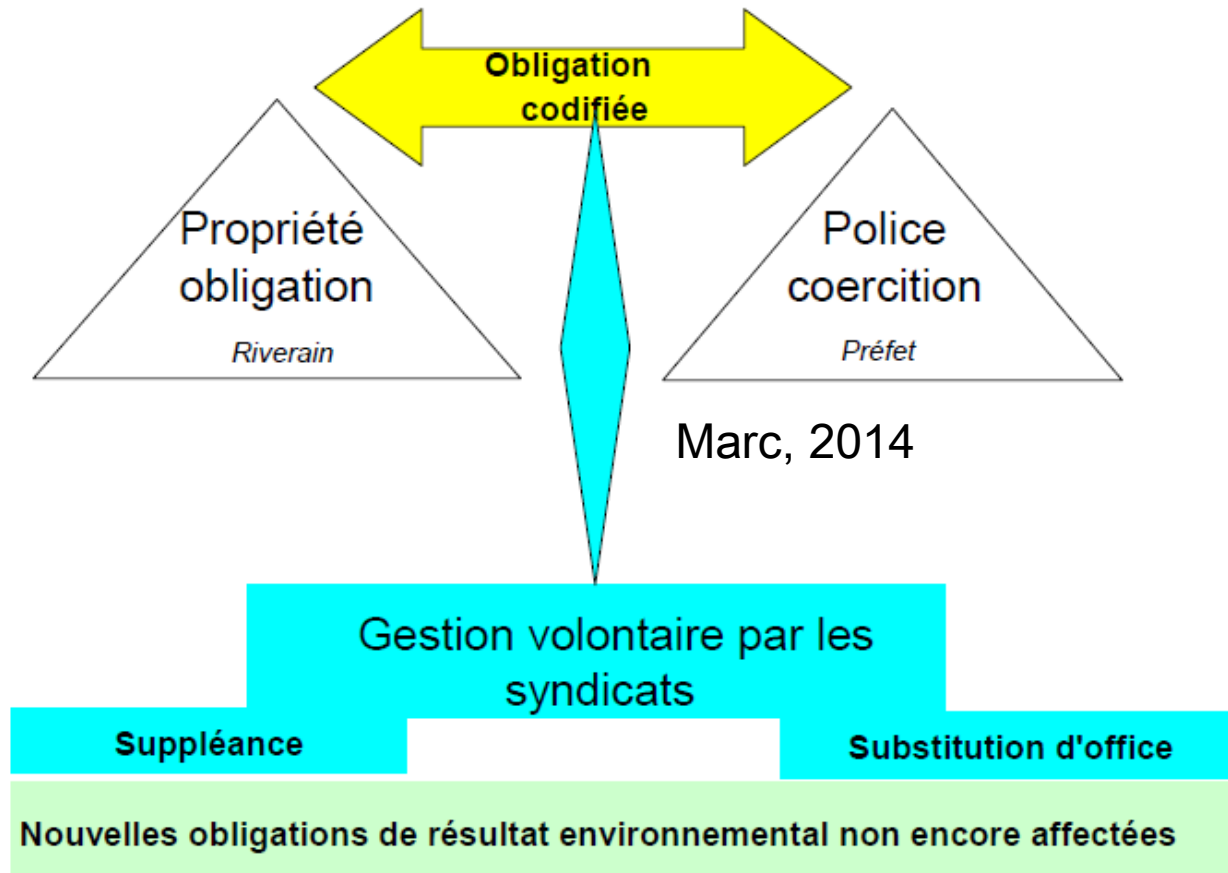 Obligation
codifiée
Propriété
obligation
Riverain
Police
coercition
Préfet
Marc, 2014
Gestion volontaire par les
syndicats
Suppléance
Substitution d'office
Nouvelles obligations de résultat environnemental non encore affectées